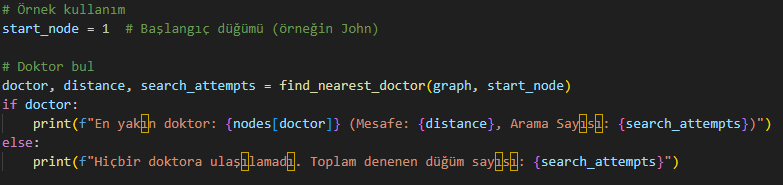 # Örnek kullanım
start_node = 1  # Başlangıç düğümü (örneğin John)
# Doktor bul
doctor, distance, search_attempts = find_nearest_doctor(graph, start_node)
if doctor:
    print(f"En yakın doktor: {nodes[doctor]} (Mesafe: {distance}, Arama Sayısı: {search_attempts})")
else:
    print(f"Hiçbir doktora ulaşılamadı. Toplam denenen düğüm sayısı: {search_attempts}")